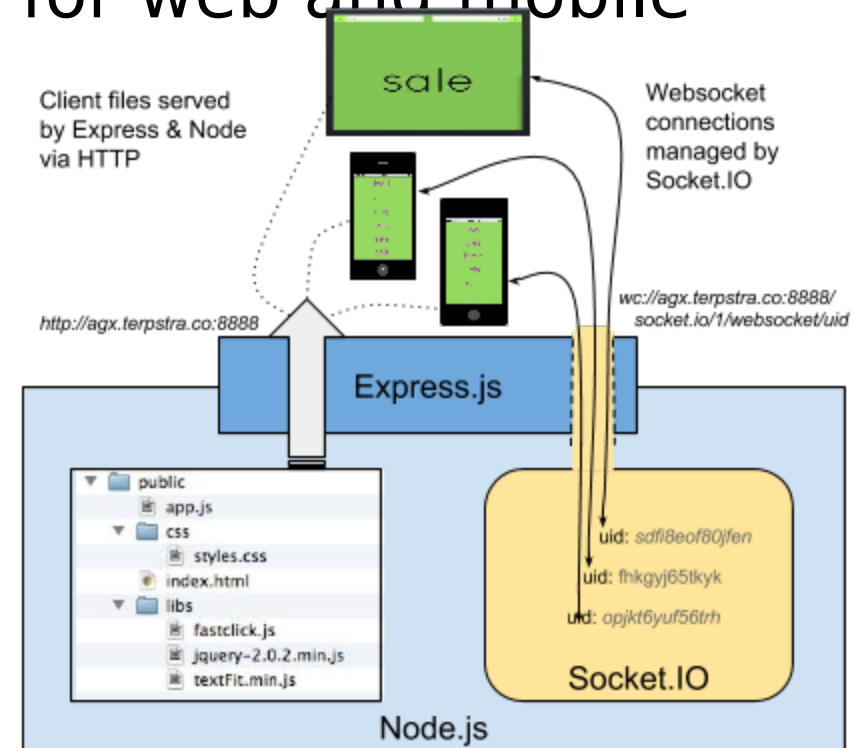 for web and mobile
sale
Client files served
by Express & Node
via HTTP
Websocket
connections
managed by
Socket.IO
http://agx.terpstra.co:8888
wc://agx.terpstra.co:8888/
socket.io/1/websocket/uid
Express.js
public
app.js
css
styles.css
index.html
libs
fastclick.js
jquery-2.0.2.min.js
textFit.min.js
uid: sdfi8eof80jfen
uid: fhkgyj65tkyk
uid: opjkt6yuf56trh
Socket.IO
Node.js